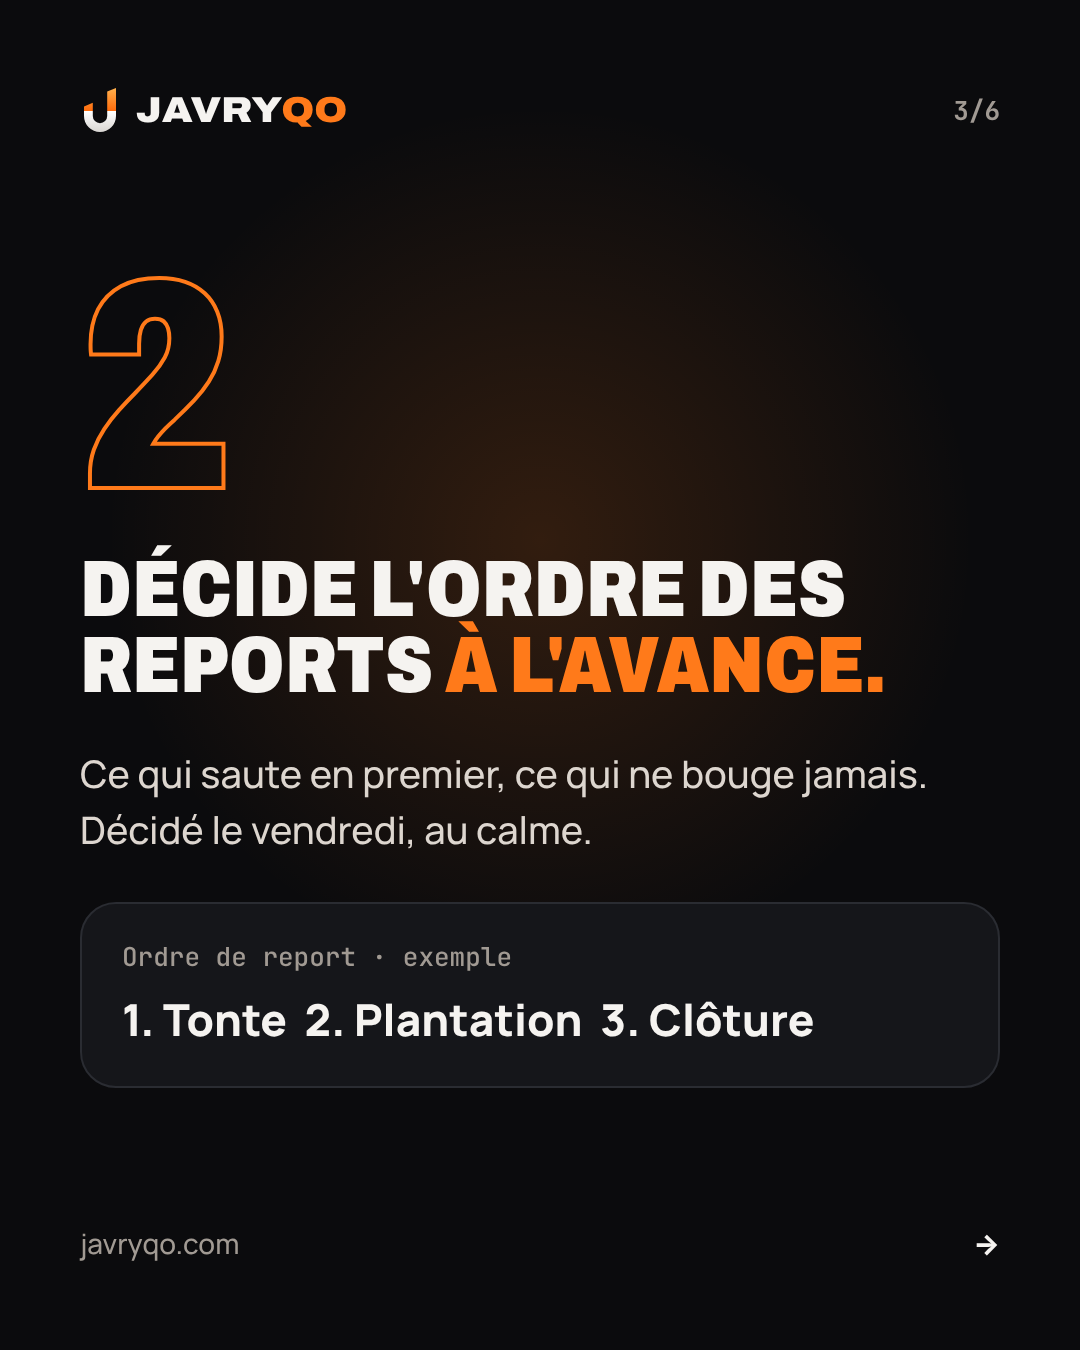 JAVRYQO
3/6
2
DÉCIDE L'ORDRE DES
REPORTS À L'AVANCE.
Ce qui saute en premier, ce qui ne bouge jamais.
Décidé le vendredi, au calme.
Ordre de report · exemple
1. Tonte 2. Plantation 3. Clôture
javryqo.com →